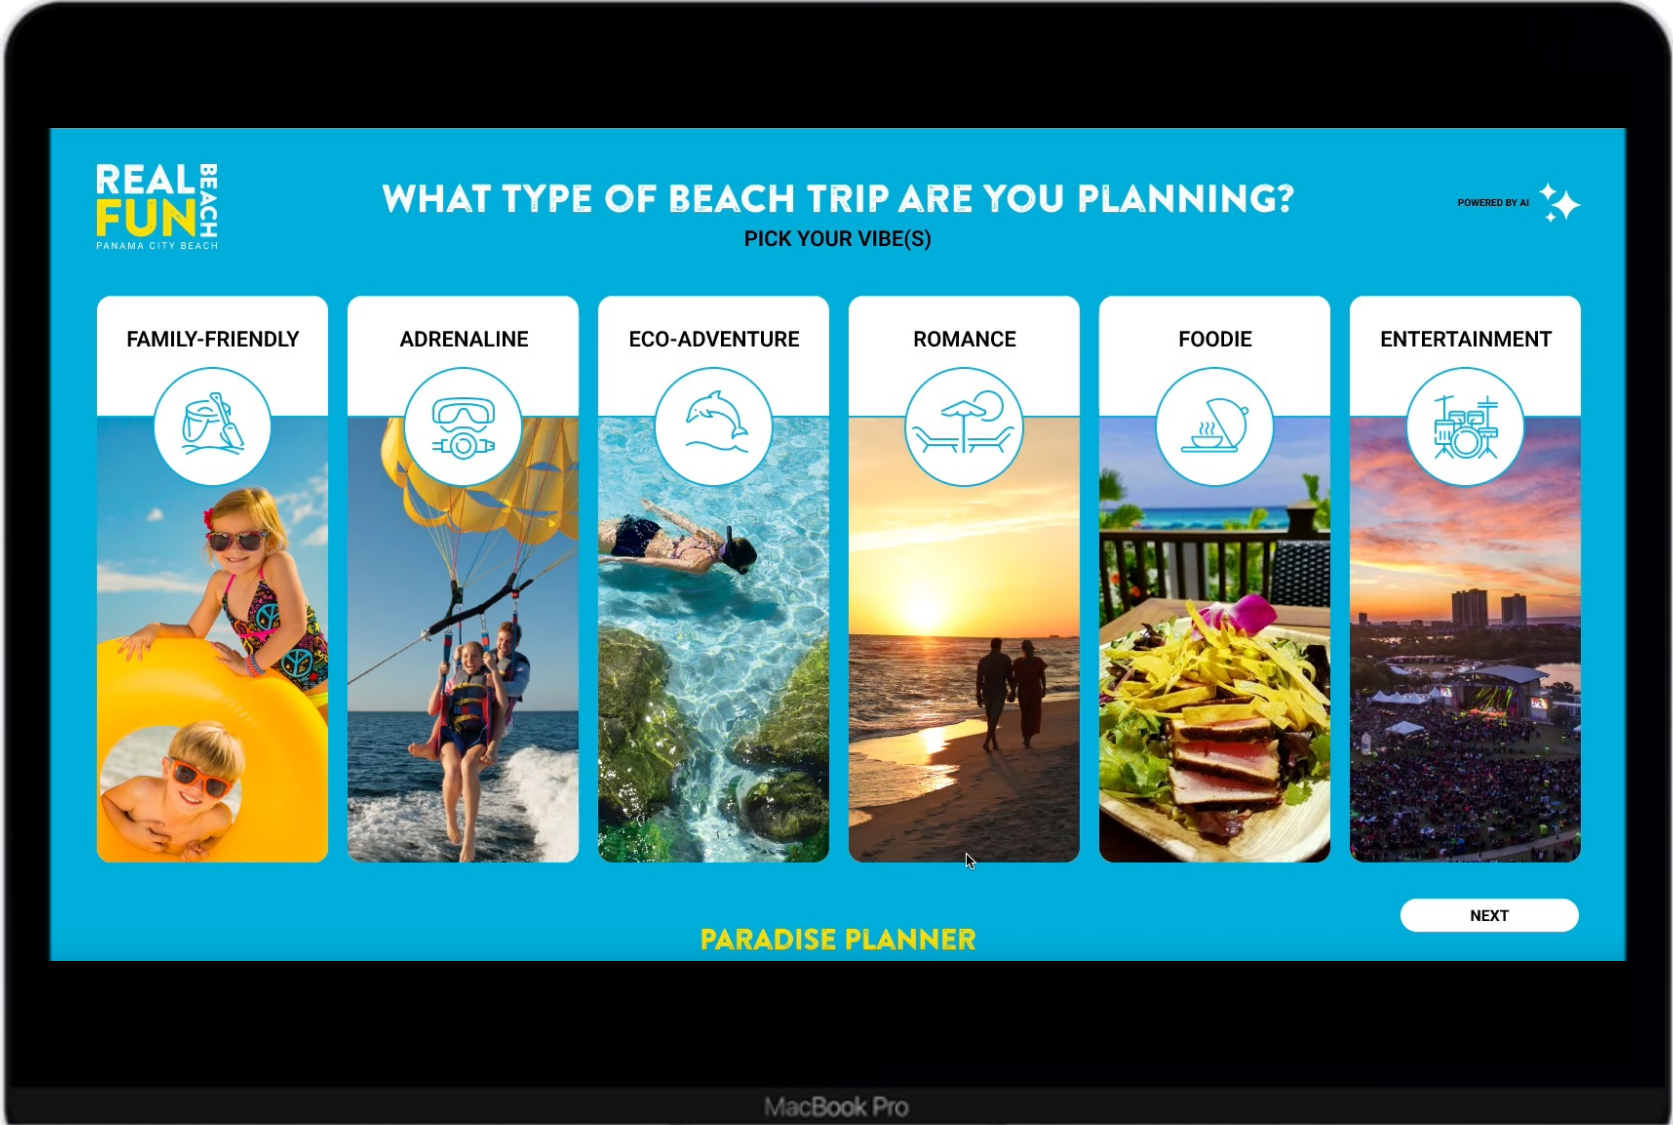 REAL
FUN
BEACH
PANAMA CITY BEACH
WHAT TYPE OF BEACH TRIP ARE YOU PLANNING?
PICK YOUR VIBE(S)
POWERED BY AI
FAMILY-FRIENDLY
ADRENALINE
ECO-ADVENTURE
ROMANCE
FOODIE
ENTERTAINMENT
NEXT
PARADISE PLANNER
MacBook Pro